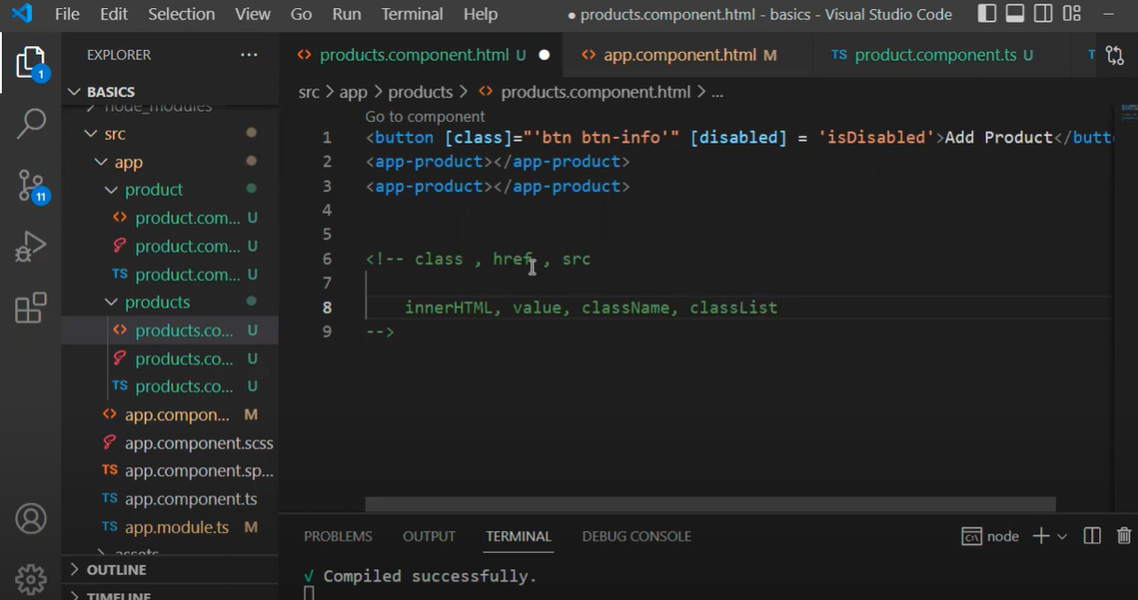 File Edit Selection View Go Run Terminal Help
● products.component.html - basics - Visual Studio Code
EXPLORER ...
products.component.html U
app.component.html M
TS product.component.ts U
T
1
BASICS
src > app > products > products.component.html > ...
node_modules
src
app
product
product.com... U
product.com... U
TS product.com... U
products
products.co... U
products.co... U
TS products.co... U
app.compon... M
app.component.scss
TS app.component.sp...
TS app.component.ts
TS app.module.ts M
assets
OUTLINE
TIMELINE
11
Go to component
1 <button [class]="'btn btn-info'" [disabled] = 'isDisabled'>Add Product</butto
2 <app-product></app-product>
3 <app-product></app-product>
4
5
6 <!-- class , href , src
7
8 innerHTML, value, className, classList
9 -->
PROBLEMS OUTPUT TERMINAL DEBUG CONSOLE
node
√ Compiled successfully.